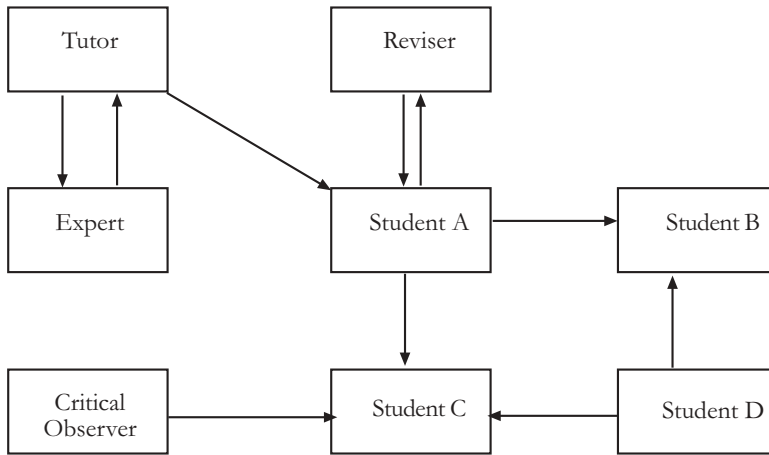 Tutor
Reviser
Expert
Student A
Student B
Critical
Observer
Student C
Student D